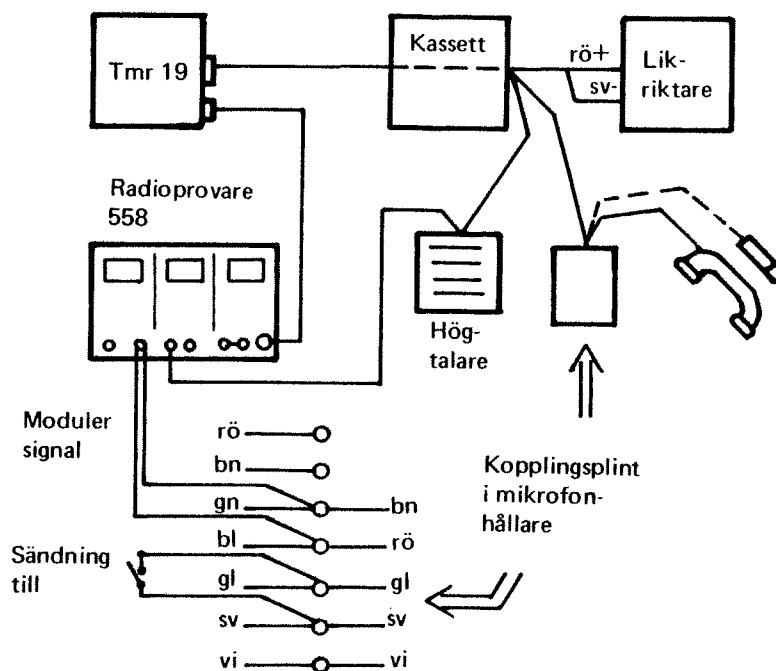 Tmr 19
Kassett
rö+
sv-
Lik-
riktare
Radioprovare
558
Hög-
talare
Moduler
signal
rö
bn
gn bn
bl rö
gl gl
sv sv
vi vi
Sändning
till
Kopplingsplint
i mikrofon-
hållare